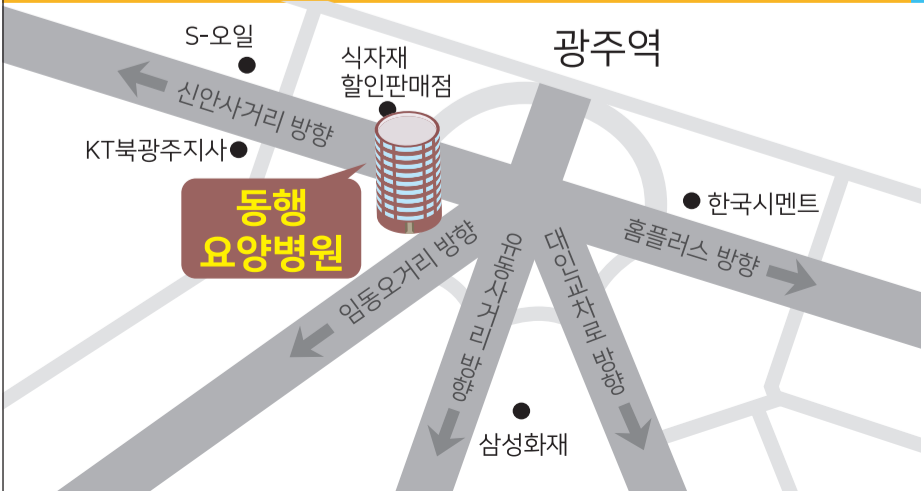 S-오일
식자재
할인판매점
광주역
신안사거리 방향
KT북광주지사
동행
요양병원
한국시멘트
홈플러스 방향
임동오거리 방향
유동사거리 방향
대인교차로 방향
삼성화재